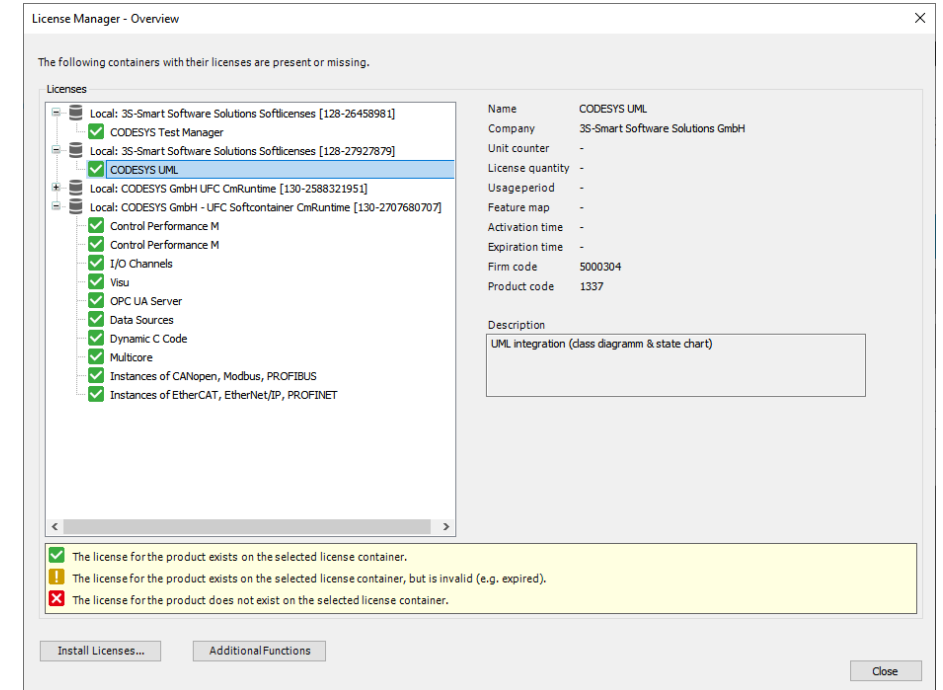 License Manager - Overview
The following containers with their licenses are present or missing.
Licenses
Local: 3S-Smart Software Solutions Softlicenses [128-26458981]
CODESYS Test Manager
Local: 3S-Smart Software Solutions Softlicenses [128-27927879]
CODESYS UML
Local: CODESYS GmbH UFC CmRuntime [130-2588321951]
Local: CODESYS GmbH - UFC Softcontainer CmRuntime [130-2707680707]
Control Performance M
Control Performance M
I/O Channels
Visu
OPC UA Server
Data Sources
Dynamic C Code
Multicore
Instances of CANopen, Modbus, PROFIBUS
Instances of EtherCAT, EtherNet/IP, PROFINET
Name CODESYS UML
Company 3S-Smart Software Solutions GmbH
Unit counter -
License quantity -
Usageperiod -
Feature map -
Activation time -
Expiration time -
Firm code 5000304
Product code 1337
Description
UML integration (class diagramm & state chart)
The license for the product exists on the selected license container.
The license for the product exists on the selected license container, but is invalid (e.g. expired).
The license for the product does not exist on the selected license container.
Install Licenses...
Additional Functions
Close